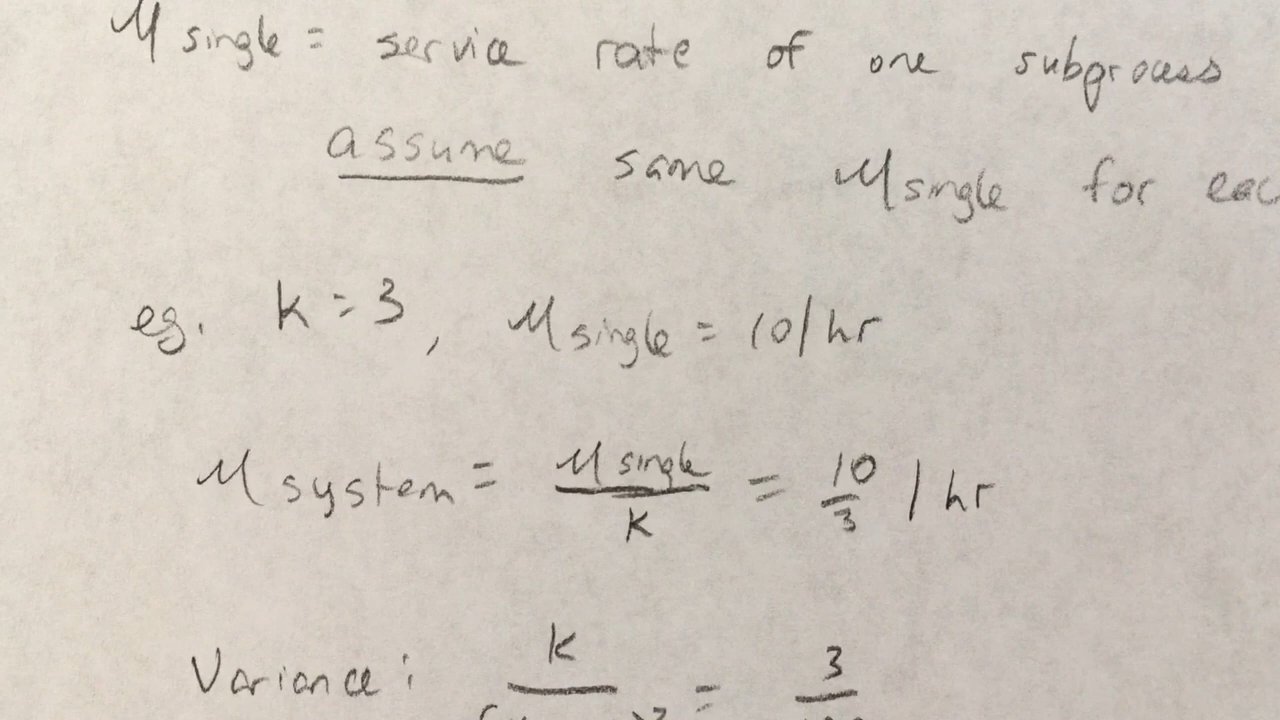 μ single = service rate of one subprocess
assume same μ single for
eg. k = 3, μ single = 10/hr
μ system = μ single / k = 10/3 / hr
Variance: k / = 3 /